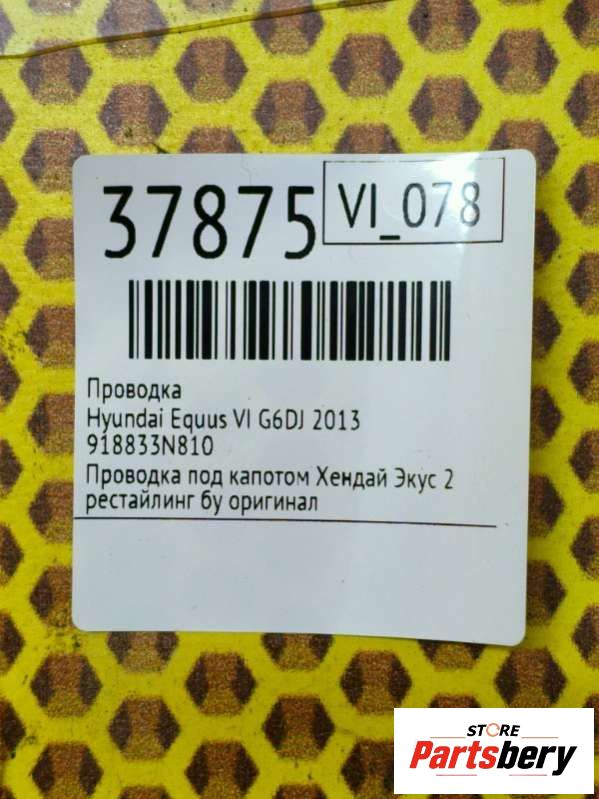 37875
VI_078
Проводка
Hyundai Equus VI G6DJ 2013
918833N810
Проводка под капотом Хендай Экус 2
рестайлинг бу оригинал
STORE
Partsbery